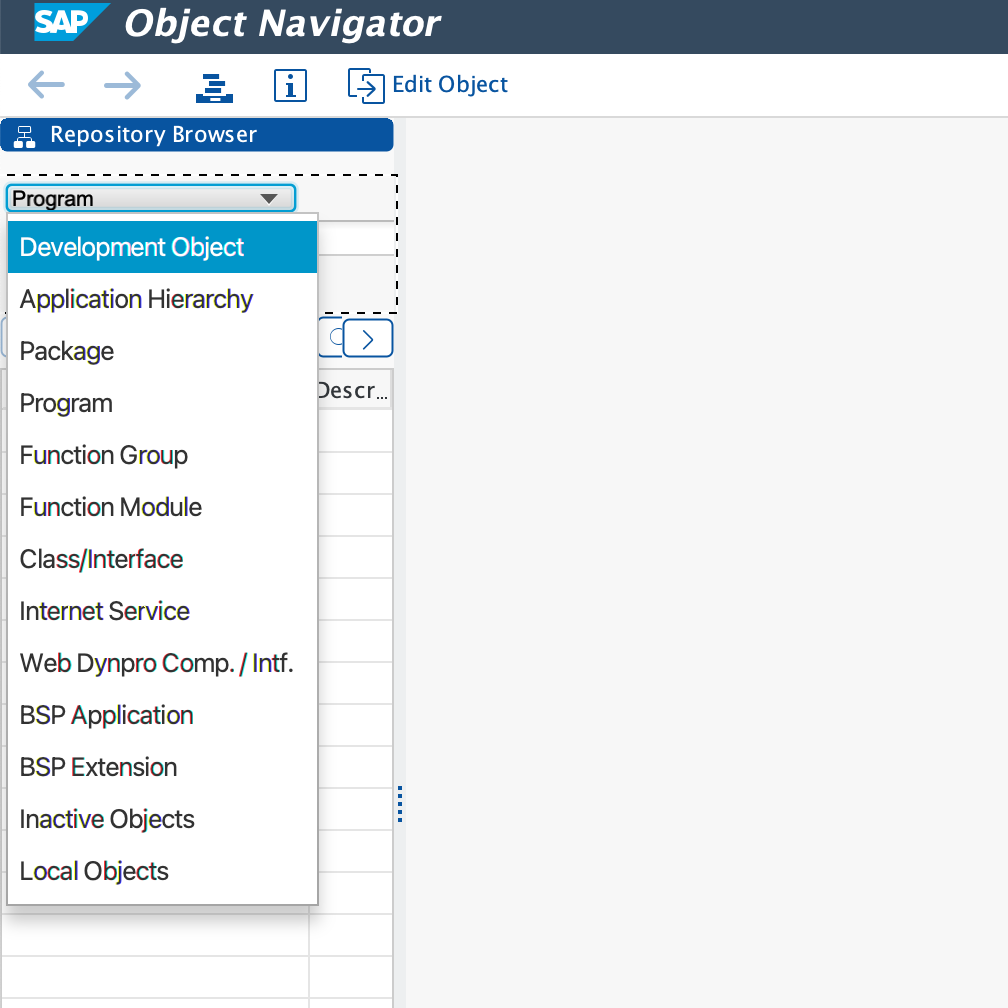 SAP Object Navigator
Edit Object
Repository Browser
Program
Development Object
Application Hierarchy
Package
Program
Descr...
Function Group
Function Module
Class/Interface
Internet Service
Web Dynpro Comp. / Intf.
BSP Application
BSP Extension
Inactive Objects
Local Objects